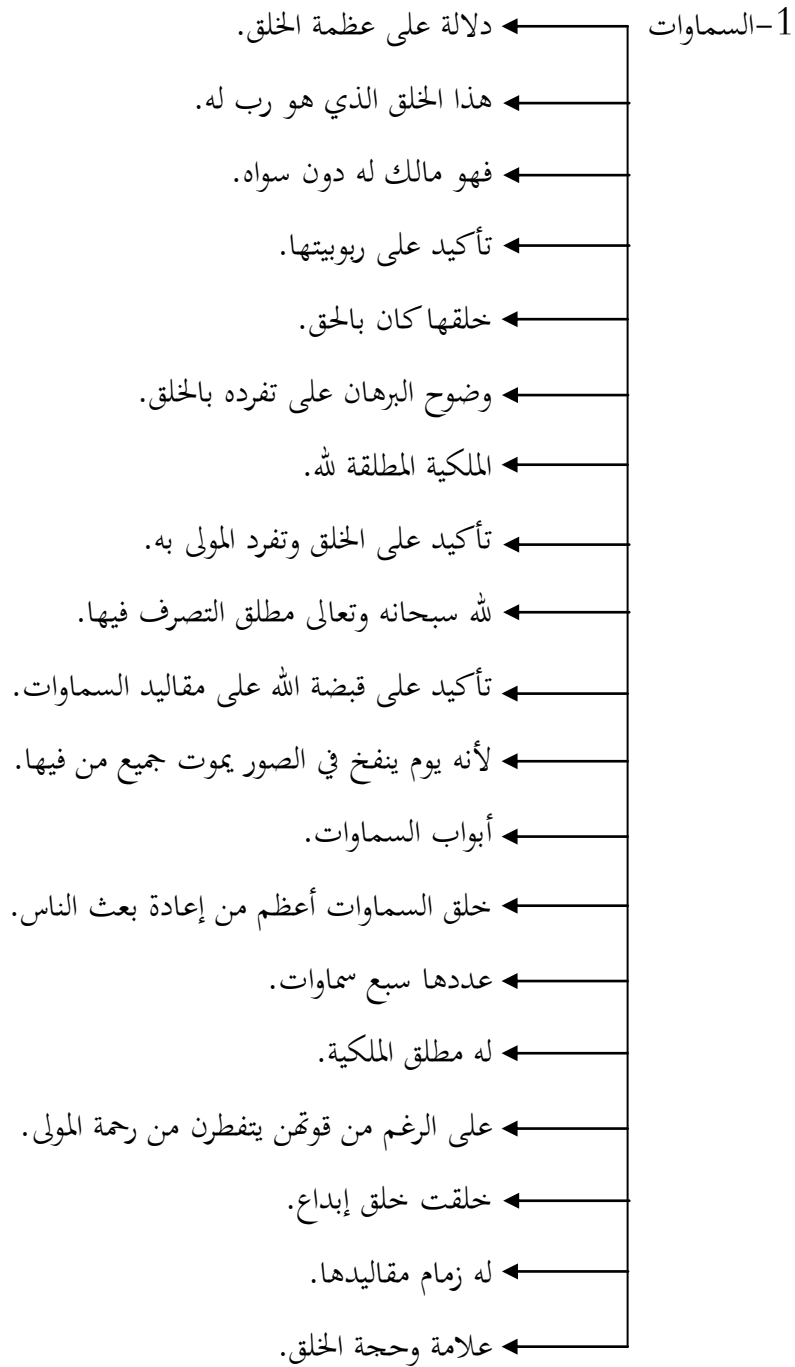 1-السماوات
دلالة على عظمة الخلق.
هذا الخلق الذي هو رب له.
فهو مالك له دون سواه.
تأكيد على ربوبيتها.
خلقها كان بالحق.
وضوح البرهان على تفرده بالخلق.
الملكية المطلقة لله.
تأكيد على الخلق وتفرد المولى به.
لله سبحانه وتعالى مطلق التصرف فيها.
تأكيد على قبضة الله على مقاليد السماوات.
لأنه يوم ينفخ في الصور يموت جميع من فيها.
أبواب السماوات.
خلق السماوات أعظم من إعادة بعث الناس.
عددها سبع سماوات.
له مطلق الملكية.
على الرغم من قوتهن يتفطرن من رحمة المولى.
خلقت خلق إبداع.
له زمام مقاليدها.
علامة وحجة الخلق.